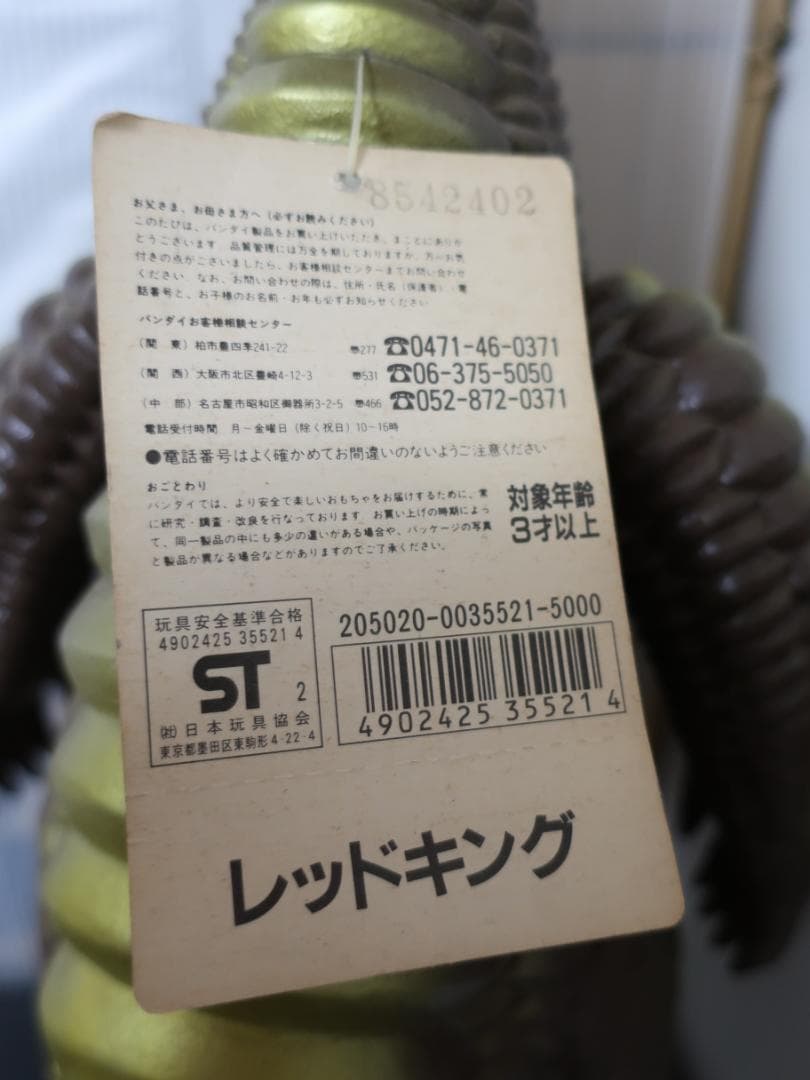 8542402
お父さま、お母さま方へ(必ずお読みください)
このたびは、バンダイ製品をお買い上げいただき、まことにありが
とうございます 品質管理には万全を期しておりますが、万一お気
付きの点がございましたら、お客様相談センターまでお問い合わせ
ください なお、お問い合わせの際は、住所・氏名(保護者)・電
話番号と、お子様のお名前・お年も必ずお知らせください
バンダイお客様相談センター
(関 東) 柏市豊四季241-22 〠277 ☎0471-46-0371
(関 西) 大阪市北区豊崎4-12-3 〠531 ☎06-375-5050
(中 部) 名古屋市昭和区御器所3-2-5 〠466 ☎052-872-0371
電話受付時間 月−金曜日(除く祝日)10−16時
●電話番号はよく確かめてお間違いのないようご注意ください
おことわり
バンダイでは、より安全で楽しいおもちゃをお届けするために、常
に研究・調査・改良を行なっております お買い上げの時期によっ
て、同一製品の中にも多少の違いがある場合や、パッケージの写真
と製品が異なる場合などがありますのでご了承ください。
対象年齢
3才以上
玩具安全基準合格
4902425 35521 4
ST 2
㈳日本玩具協会
東京都墨田区東駒形4-22-4
205020-0035521-5000
4902425 355214
レッドキング